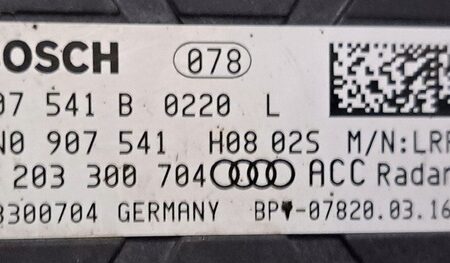 BOSCH 078
07 541 B 0220 L
N0 907 541 H08 02S M/N:LRR
203 300 704 ACC Radar
3300704 GERMANY BP-07820.03.16